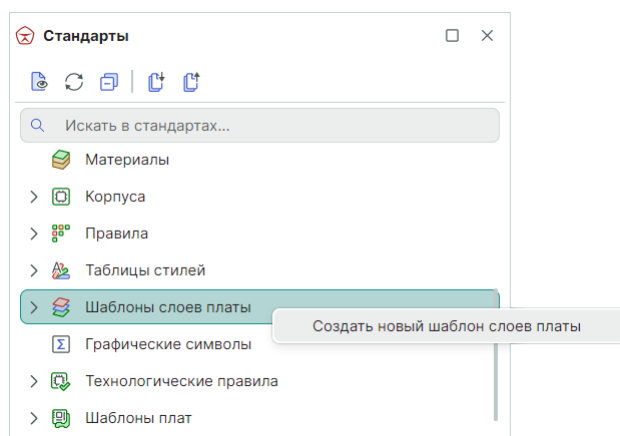 Стандарты
Искать в стандартах...
Материалы
Корпуса
Правила
Таблицы стилей
Шаблоны слоев платы
Создать новый шаблон слоев платы
Графические символы
Технологические правила
Шаблоны плат